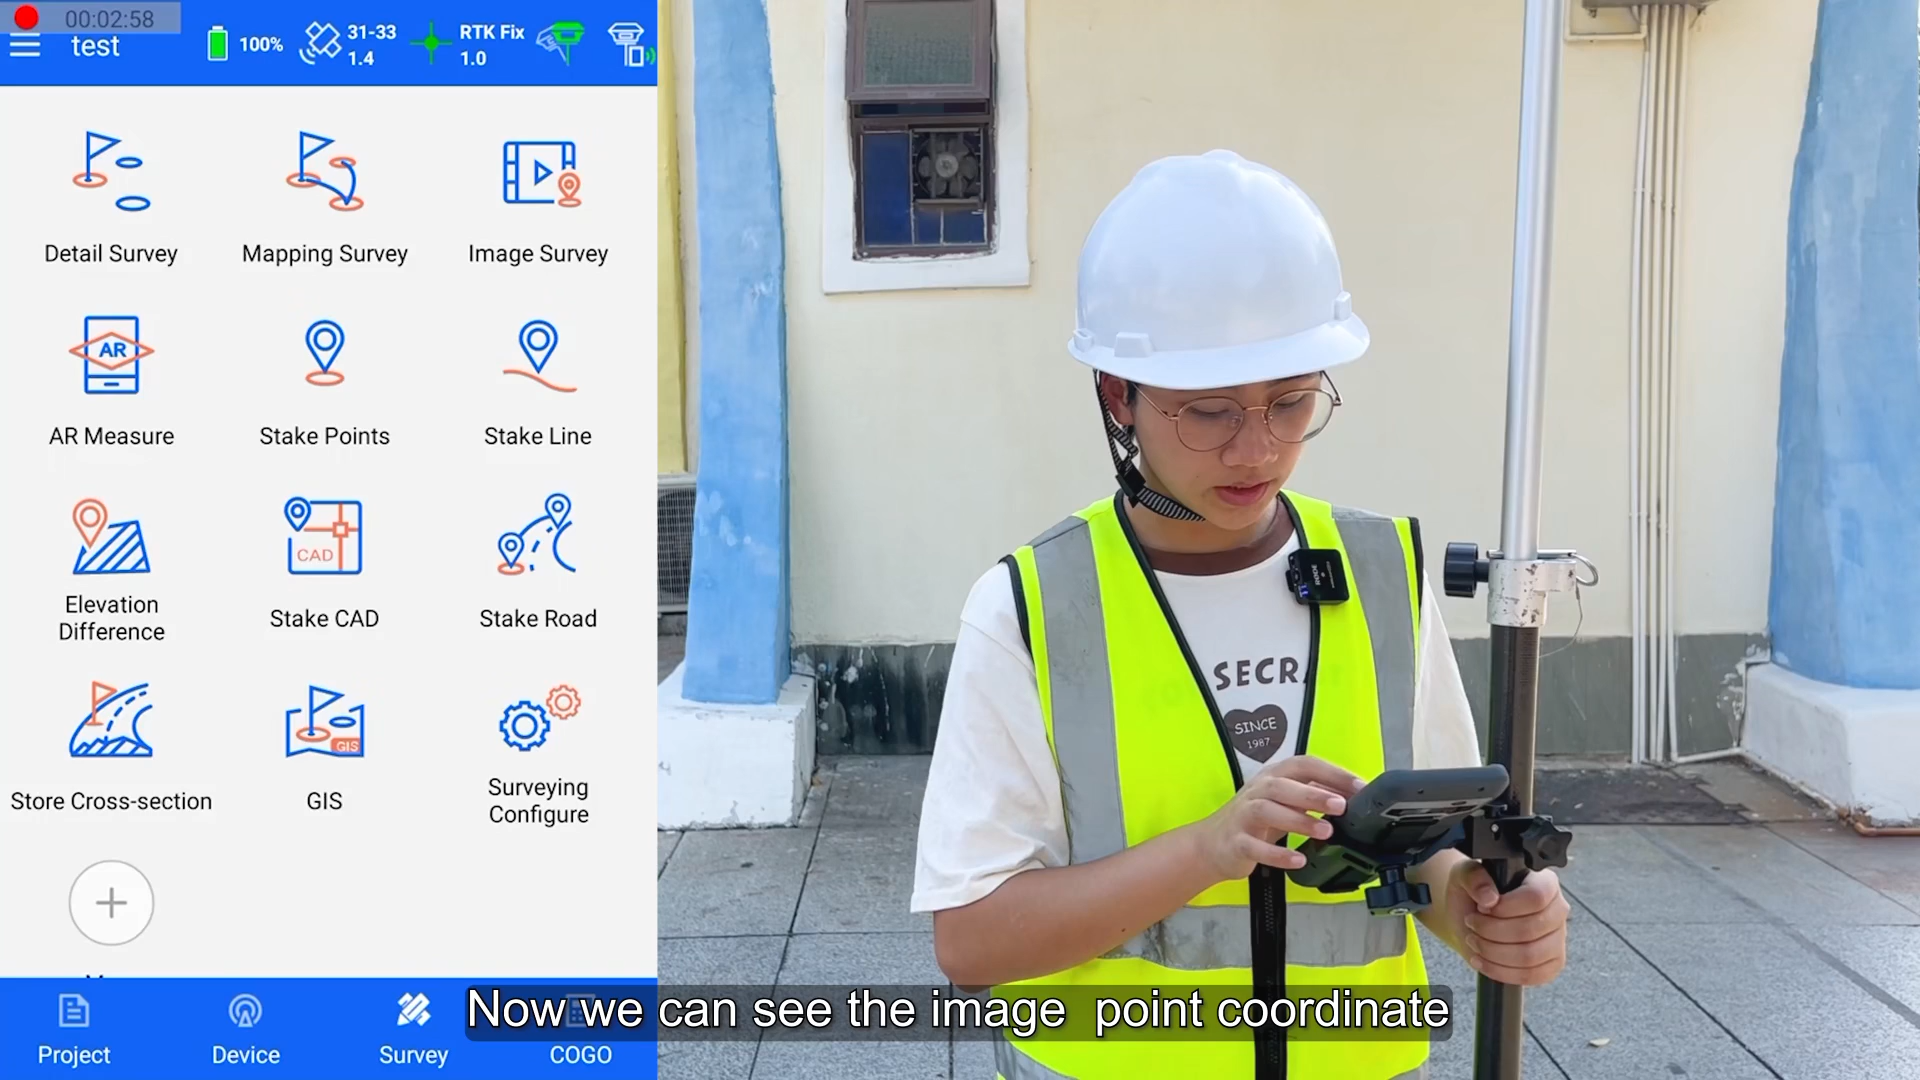 00:02:58
test
100%
31-33
1.4
RTK Fix
1.0
Detail Survey
Mapping Survey
Image Survey
AR
AR Measure
Stake Points
Stake Line
Elevation
Difference
CAD
Stake CAD
Stake Road
Store Cross-section
GIS
GIS
Surveying
Configure
Project
Device
Survey
COGO
RODE
SECR
SINCE
1987
Now we can see the image  point coordinate